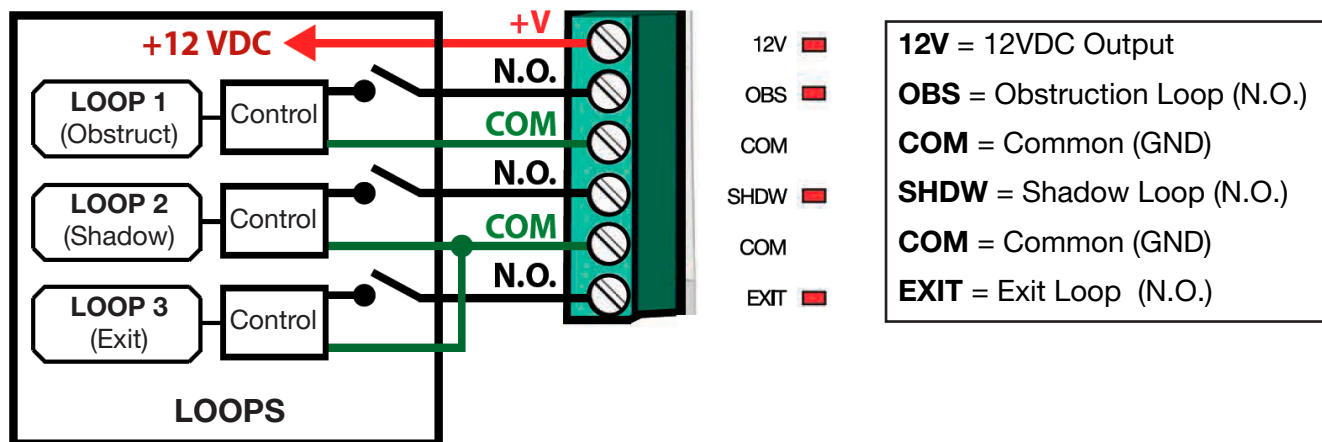 +12 VDC
+V
N.O.
COM
N.O.
COM
N.O.
LOOP 1
(Obstruct)
Control
LOOP 2
(Shadow)
Control
LOOP 3
(Exit)
Control
LOOPS
12V
OBS
COM
SHDW
COM
EXIT
12V = 12VDC Output
OBS = Obstruction Loop (N.O.)
COM = Common (GND)
SHDW = Shadow Loop (N.O.)
COM = Common (GND)
EXIT = Exit Loop (N.O.)